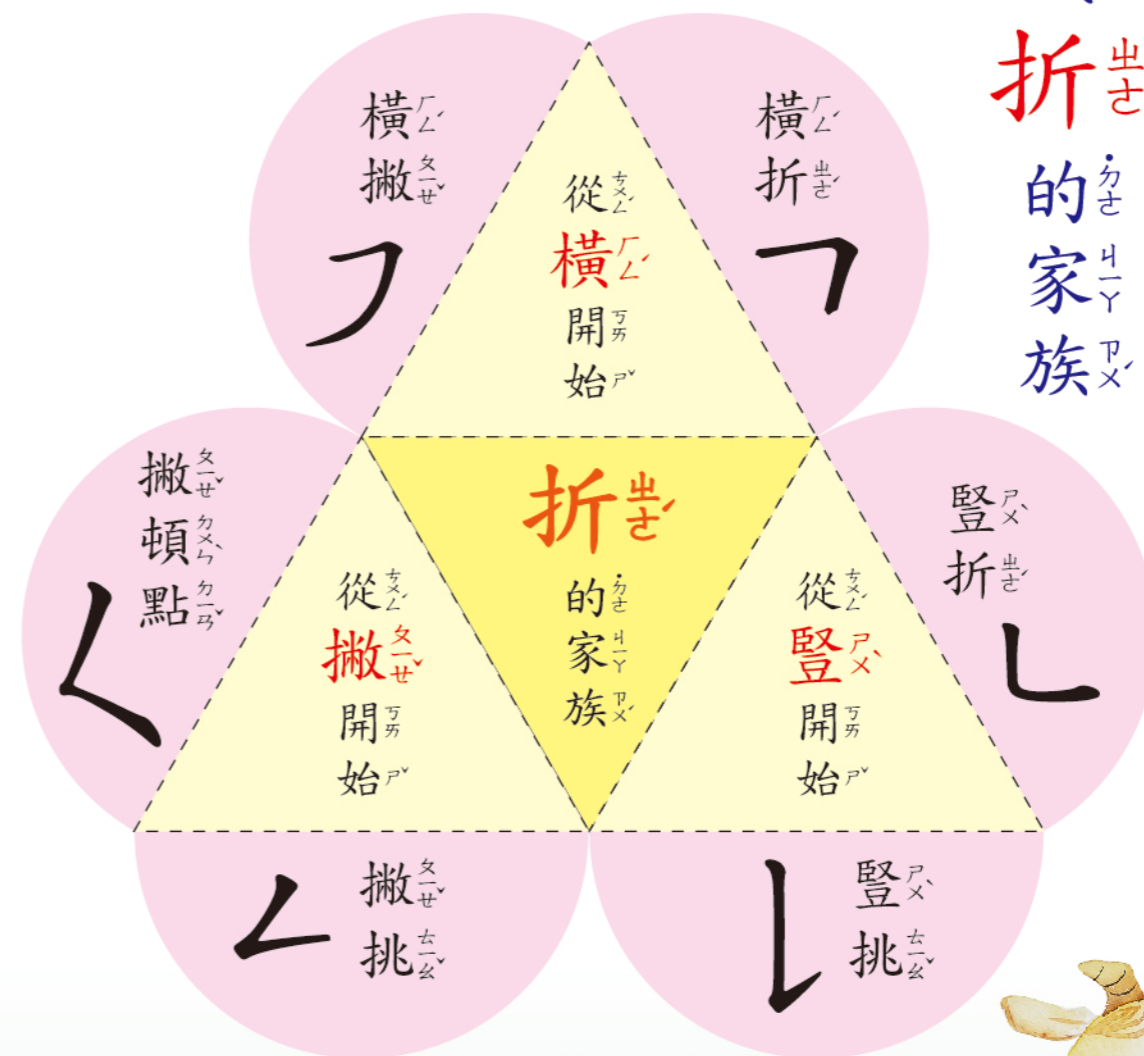 折ㄓㄜˊ的˙ㄉㄜ家ㄐㄧㄚ族ㄗㄨˊ
橫ㄏㄥˊ折ㄓㄜˊ
從ㄘㄨㄥˊ橫ㄏㄥˊ開ㄎㄞ始ㄕˇ
橫ㄏㄥˊ撇ㄆㄧㄝˇ
豎ㄕㄨˋ折ㄓㄜˊ
從ㄘㄨㄥˊ豎ㄕㄨˋ開ㄎㄞ始ㄕˇ
折ㄓㄜˊ的˙ㄉㄜ家ㄐㄧㄚ族ㄗㄨˊ
從ㄘㄨㄥˊ撇ㄆㄧㄝˇ開ㄎㄞ始ㄕˇ
撇ㄆㄧㄝˇ頓ㄉㄨㄣˋ點ㄉㄧㄢˇ
豎ㄕㄨˋ挑ㄊㄧㄠˇ
撇ㄆㄧㄝˇ挑ㄊㄧㄠˇ